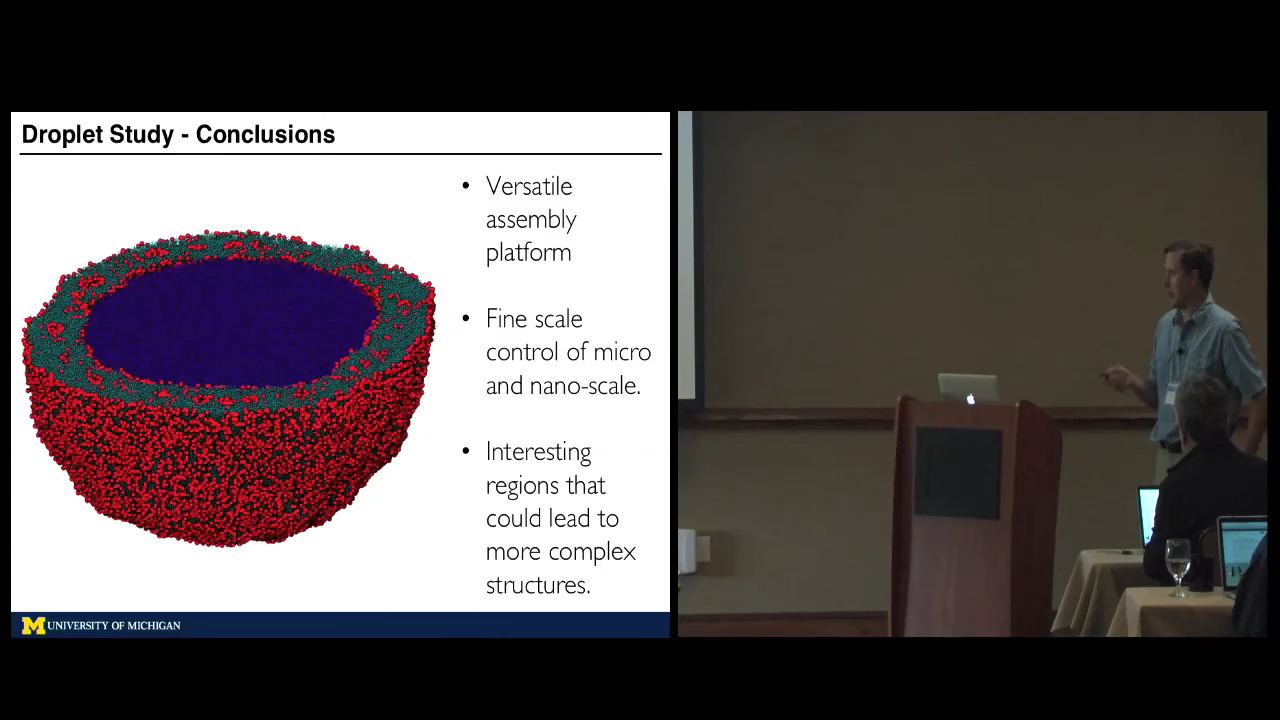 Droplet Study - Conclusions
• Versatile
assembly
platform
• Fine scale
control of micro
and nano-scale.
• Interesting
regions that
could lead to
more complex
structures.
M UNIVERSITY OF MICHIGAN